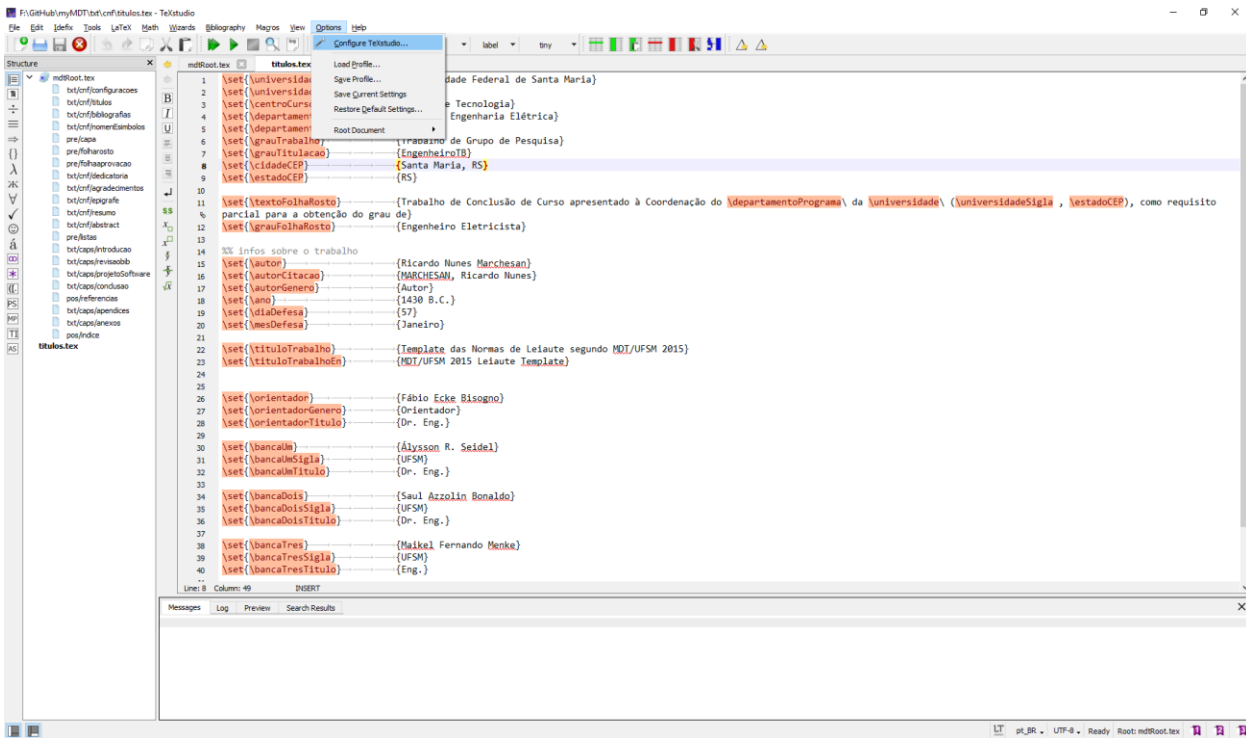 F:\GitHub\myMDT\txt\cnf\titulos.tex - TeXstudio
File Edit Idefix Tools LaTeX Math Wizards Bibliography Macros View Options Help
label tiny
Configure TeXstudio...
Load Profile...
Save Profile...
Save Current Settings
Restore Default Settings...
Root Document
Structure
mdtRoot.tex
txt/cnf/configuracoes
txt/cnf/titulos
txt/cnf/bibliografias
txt/cnf/nomenEsimbolos
pre/capa
pre/folharosto
pre/folhaaprovacao
txt/cnf/dedicatoria
txt/cnf/agradecimentos
txt/cnf/epigrafe
txt/cnf/resumo
txt/cnf/abstract
pre/listas
txt/caps/introducao
txt/caps/revisaobib
txt/caps/projetoSoftware
txt/caps/conclusao
pos/referencias
txt/caps/apendices
txt/caps/anexos
pos/indice
titulos.tex
mdtRoot.tex titulos.tex
1 \set{\universida dade Federal de Santa Maria}
2 \set{\universida
3 \set{\centroCurso e Tecnologia}
4 \set{\departamen Engenharia Elétrica}
5 \set{\departamen
6 \set{\grauTrabalho} {Trabalho de Grupo de Pesquisa}
7 \set{\grauTitulacao} {EngenheiroTB}
8 \set{\cidadeCEP} {Santa Maria, RS}
9 \set{\estadoCEP} {RS}
10
11 \set{\textoFolhaRosto} {Trabalho de Conclusão de Curso apresentado à Coordenação do \departamentoPrograma\ da \universidade\ (\universidadeSigla , \estadoCEP), como requisito
parcial para a obtenção do grau de}
12 \set{\grauFolhaRosto} {Engenheiro Eletricista}
13
14 %% infos sobre o trabalho
15 \set{\autor} {Ricardo Nunes Marchesan}
16 \set{\autorCitacao} {MARCHESAN, Ricardo Nunes}
17 \set{\autorGenero} {Autor}
18 \set{\ano} {1430 B.C.}
19 \set{\diaDefesa} {57}
20 \set{\mesDefesa} {Janeiro}
21
22 \set{\tituloTrabalho} {Template das Normas de Leiaute segundo MDT/UFSM 2015}
23 \set{\tituloTrabalhoEn} {MDT/UFSM 2015 Leiaute Template}
24
25
26 \set{\orientador} {Fábio Ecke Bisogno}
27 \set{\orientadorGenero} {Orientador}
28 \set{\orientadorTitulo} {Dr. Eng.}
29
30 \set{\bancaUm} {Álysson R. Seidel}
31 \set{\bancaUmSigla} {UFSM}
32 \set{\bancaUmTitulo} {Dr. Eng.}
33
34 \set{\bancaDois} {Saul Azzolin Bonaldo}
35 \set{\bancaDoisSigla} {UFSM}
36 \set{\bancaDoisTitulo} {Dr. Eng.}
37
38 \set{\bancaTres} {Maikel Fernando Menke}
39 \set{\bancaTresSigla} {UFSM}
40 \set{\bancaTresTitulo} {Eng.}
Line: 8 Column: 49 INSERT
Messages Log Preview Search Results
LT pt_BR UTF-8 Ready Root: mdtRoot.tex